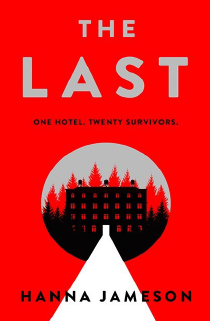 THE
LAST
ONE HOTEL. TWENTY SURVIVORS.
HANNA JAMESON